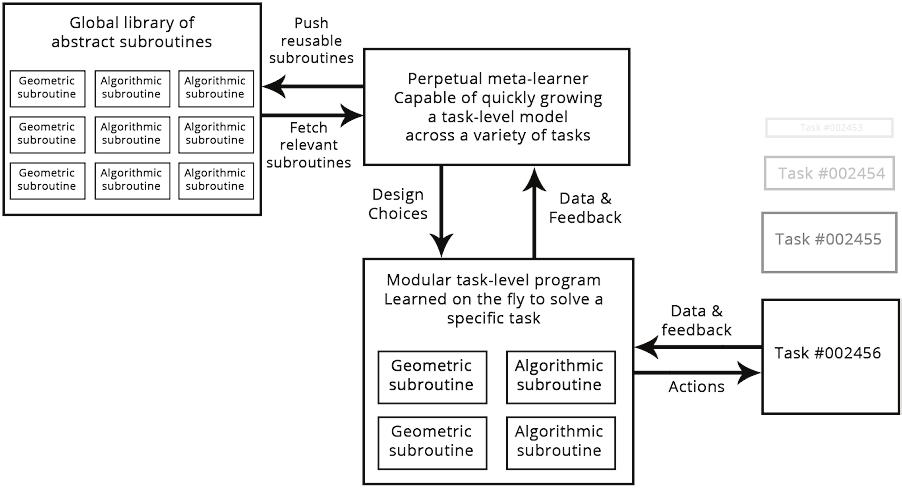 Global library of
abstract subroutines
Geometric
subroutine
Algorithmic
subroutine
Algorithmic
subroutine
Geometric
subroutine
Algorithmic
subroutine
Algorithmic
subroutine
Geometric
subroutine
Algorithmic
subroutine
Algorithmic
subroutine
Push
reusable
subroutines
Fetch
relevant
subroutines
Perpetual meta-learner
Capable of quickly growing
a task-level model
across a variety of tasks
Design
Choices
Data &
Feedback
Modular task-level program
Learned on the fly to solve a
specific task
Geometric
subroutine
Algorithmic
subroutine
Geometric
subroutine
Algorithmic
subroutine
Data &
feedback
Actions
Task #002453
Task #002454
Task #002455
Task #002456